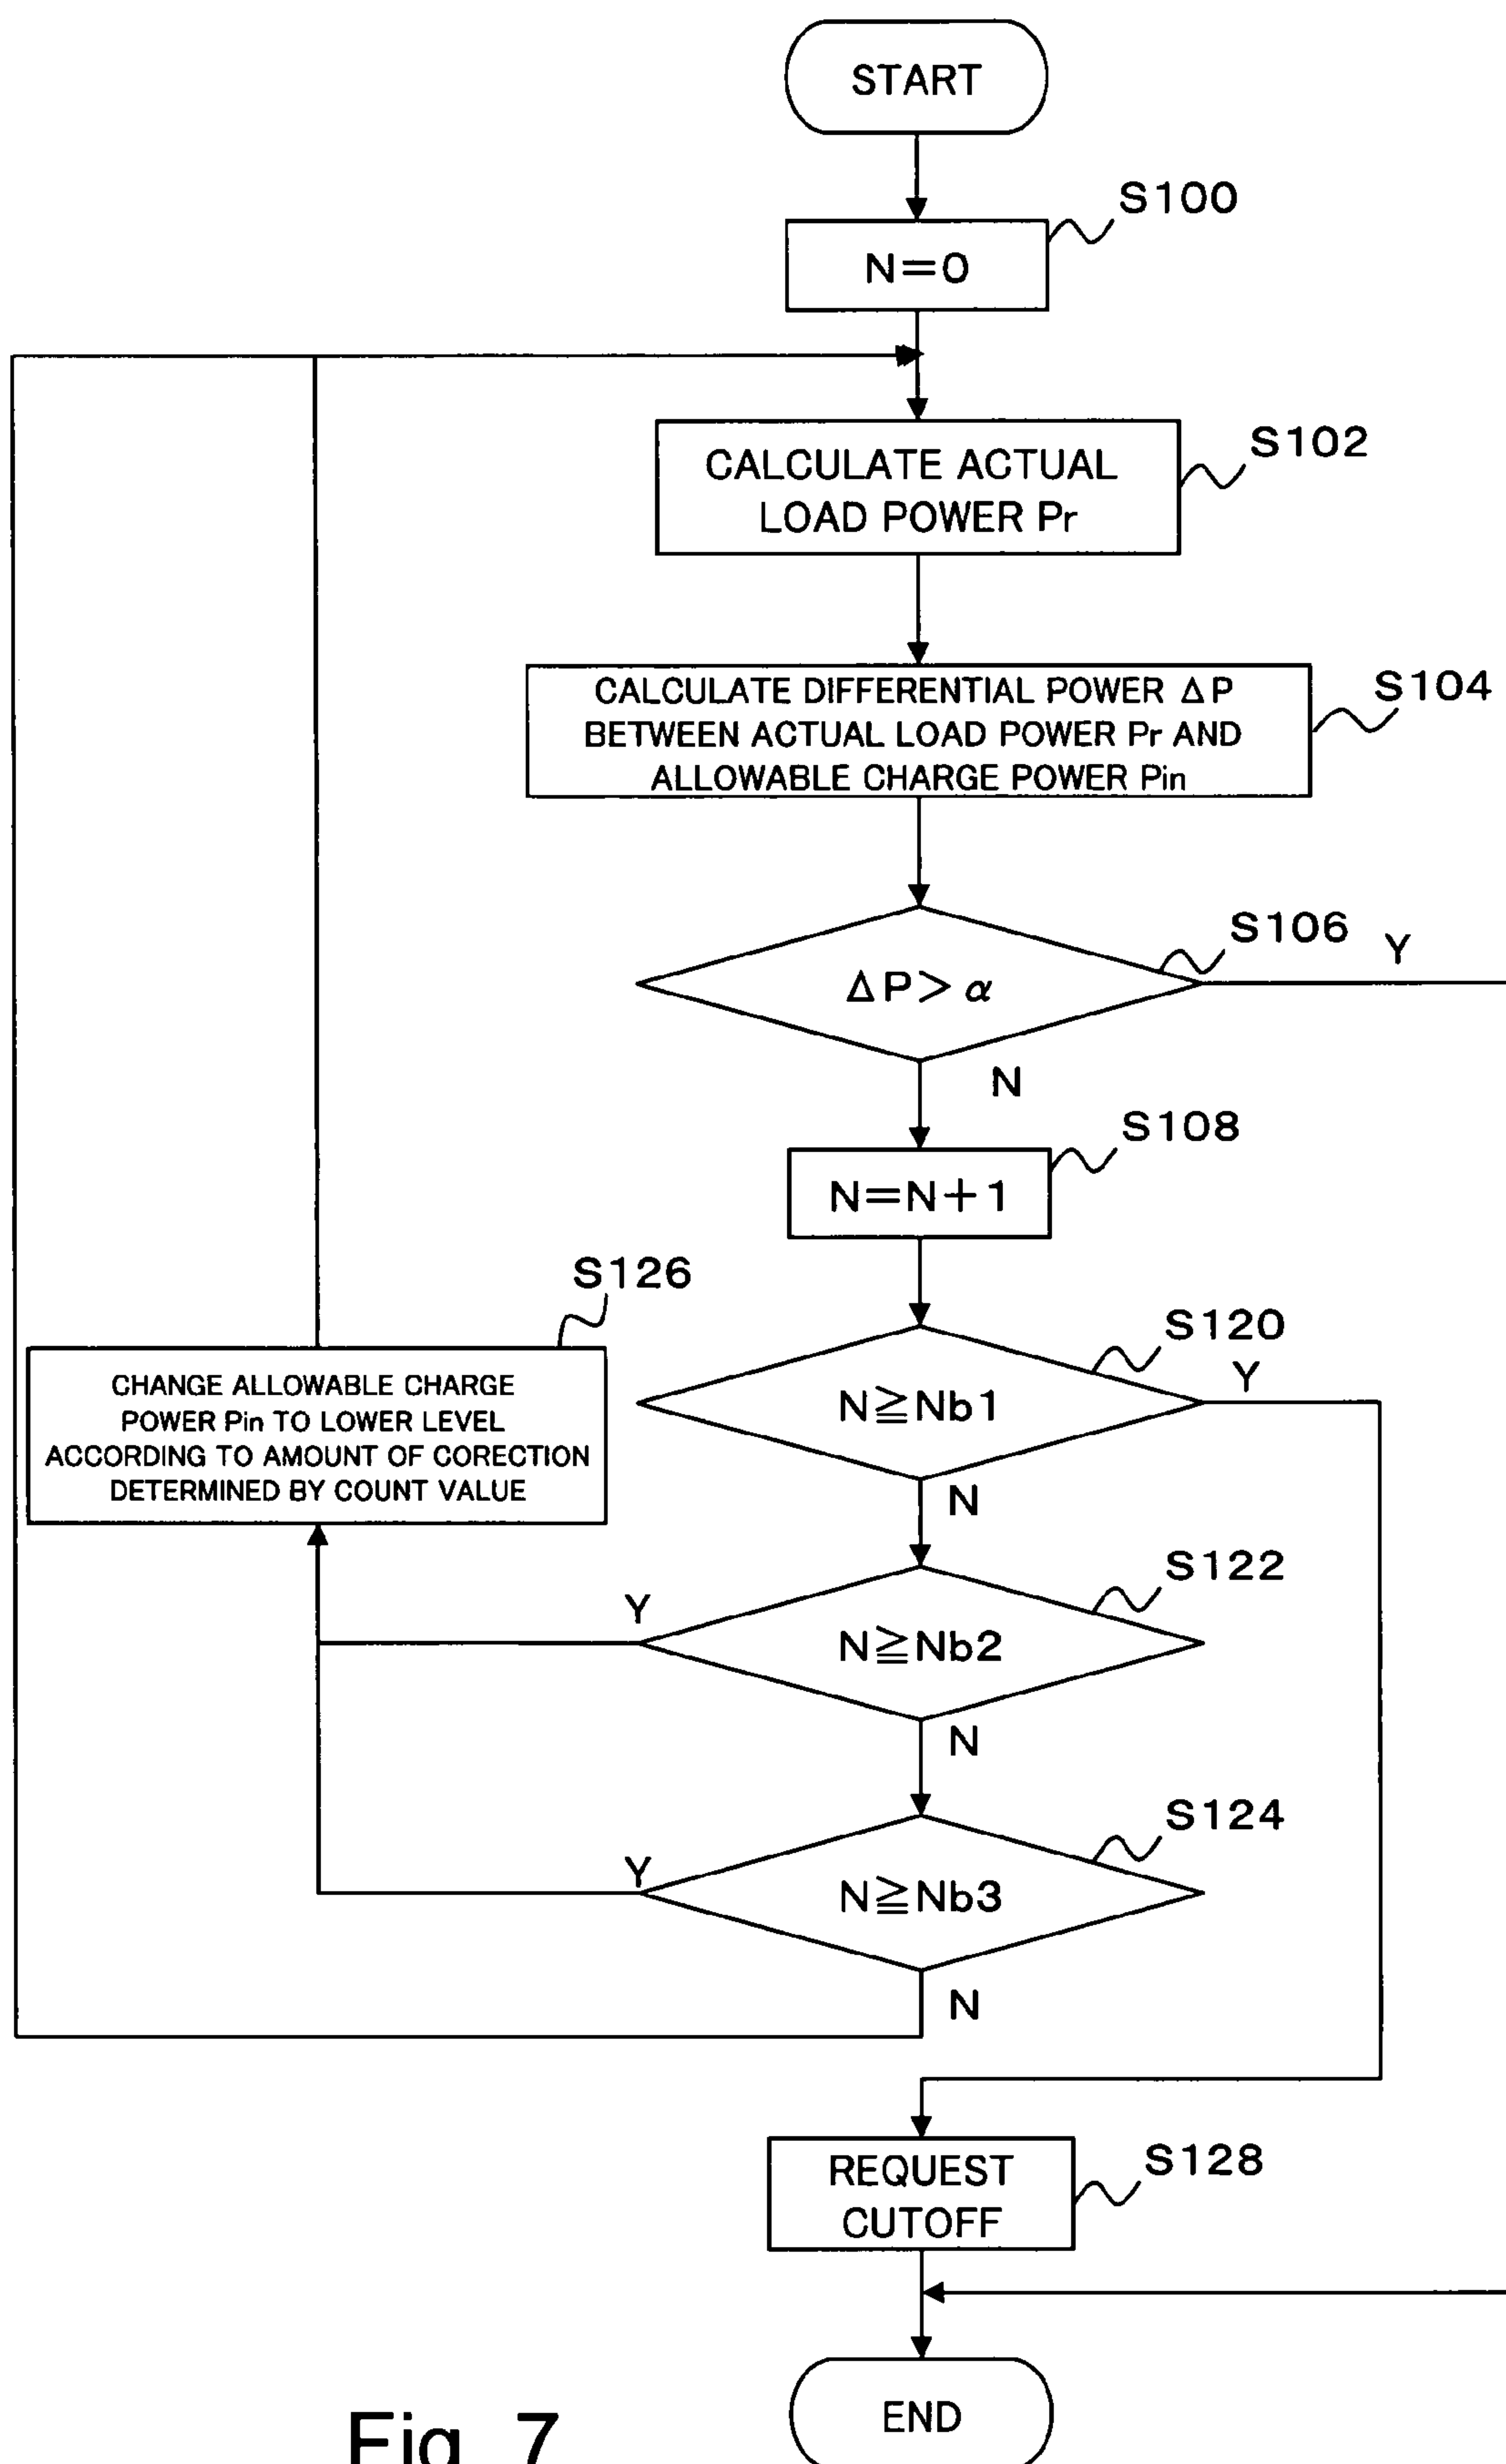 START
S100
N=0
S102
CALCULATE ACTUAL
LOAD POWER Pr
S104
CALCULATE DIFFERENTIAL POWER ΔP
BETWEEN ACTUAL LOAD POWER Pr AND
ALLOWABLE CHARGE POWER Pin
S106
Y
ΔP>α
N
S108
N=N+1
S126
CHANGE ALLOWABLE CHARGE
POWER Pin TO LOWER LEVEL
ACCORDING TO AMOUNT OF CORECTION
DETERMINED BY COUNT VALUE
S120
Y
N≧Nb1
N
S122
Y
N≧Nb2
N
S124
Y
N≧Nb3
N
S128
REQUEST
CUTOFF
END
Fig. 7